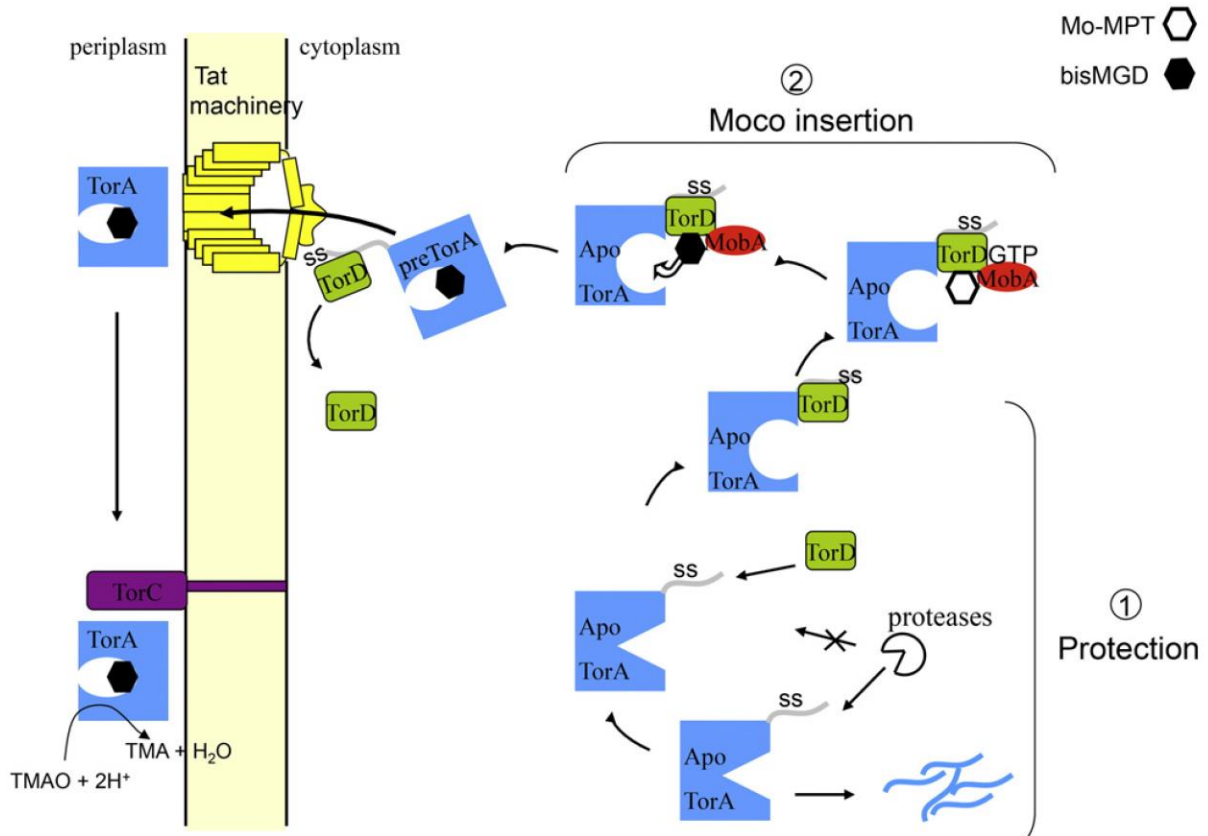 Mo-MPT
bisMGD
periplasm
cytoplasm
Tat
machinery
②
Moco insertion
TorA
ss
TorD
preTorA
TorD
ss
TorD
MobA
Apo
TorA
ss
TorD GTP
MobA
Apo
TorA
ss
TorD
Apo
TorA
TorD
ss
Apo
TorA
proteases
①
Protection
ss
Apo
TorA
TorC
TorA
TMA + H₂O
TMAO + 2H⁺